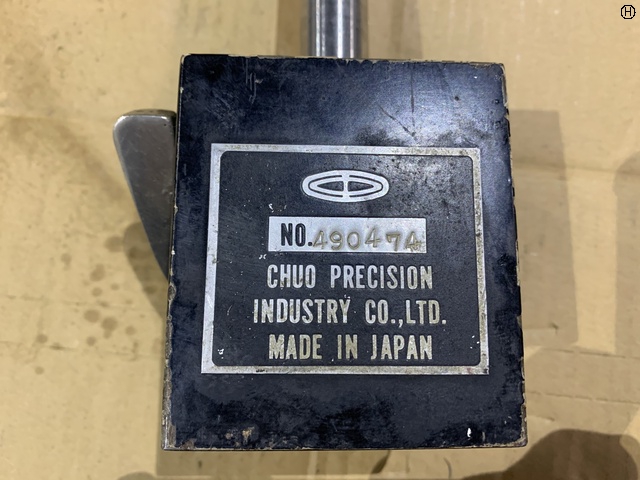 H
NO.490474
CHUO PRECISION
INDUSTRY CO.,LTD.
MADE IN JAPAN